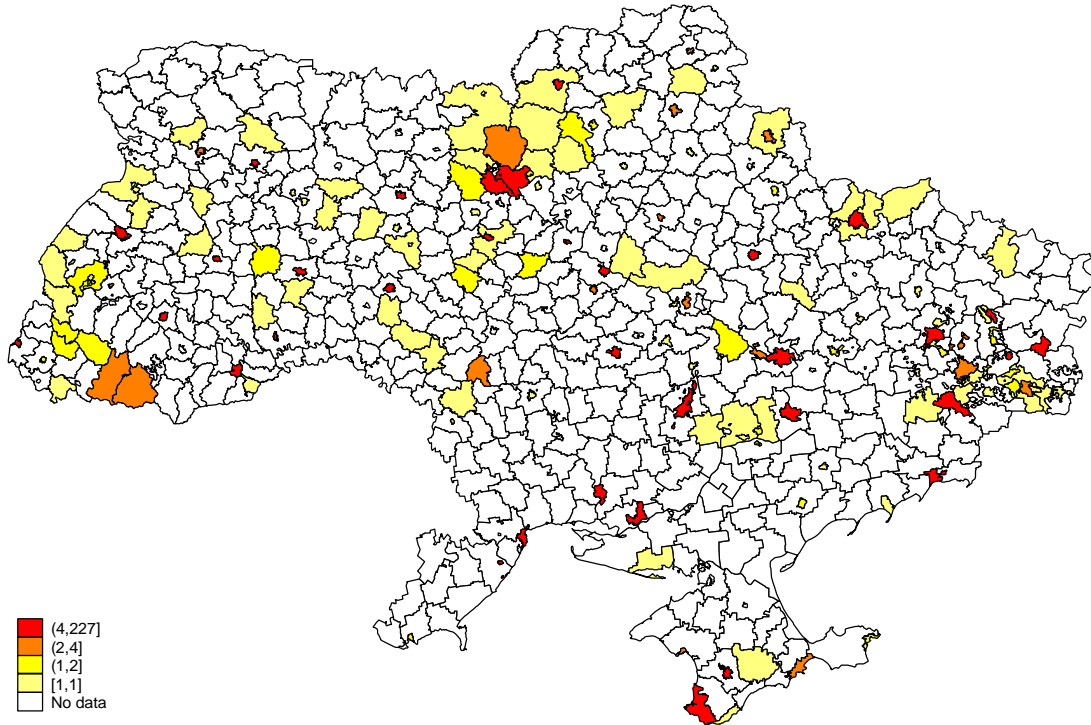 (4,227]
(2,4]
(1,2]
[1,1]
No data